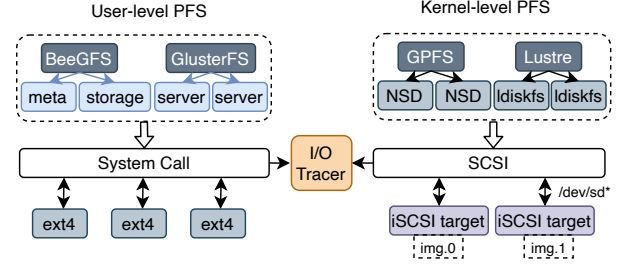 User-level PFS
Kernel-level PFS
BeeGFS
GlusterFS
GPFS
Lustre
meta
storage
server
server
NSD
NSD
ldiskfs
ldiskfs
System Call
I/O
Tracer
SCSI
/dev/sd*
ext4
ext4
ext4
iSCSI target
iSCSI target
img.0
img.1